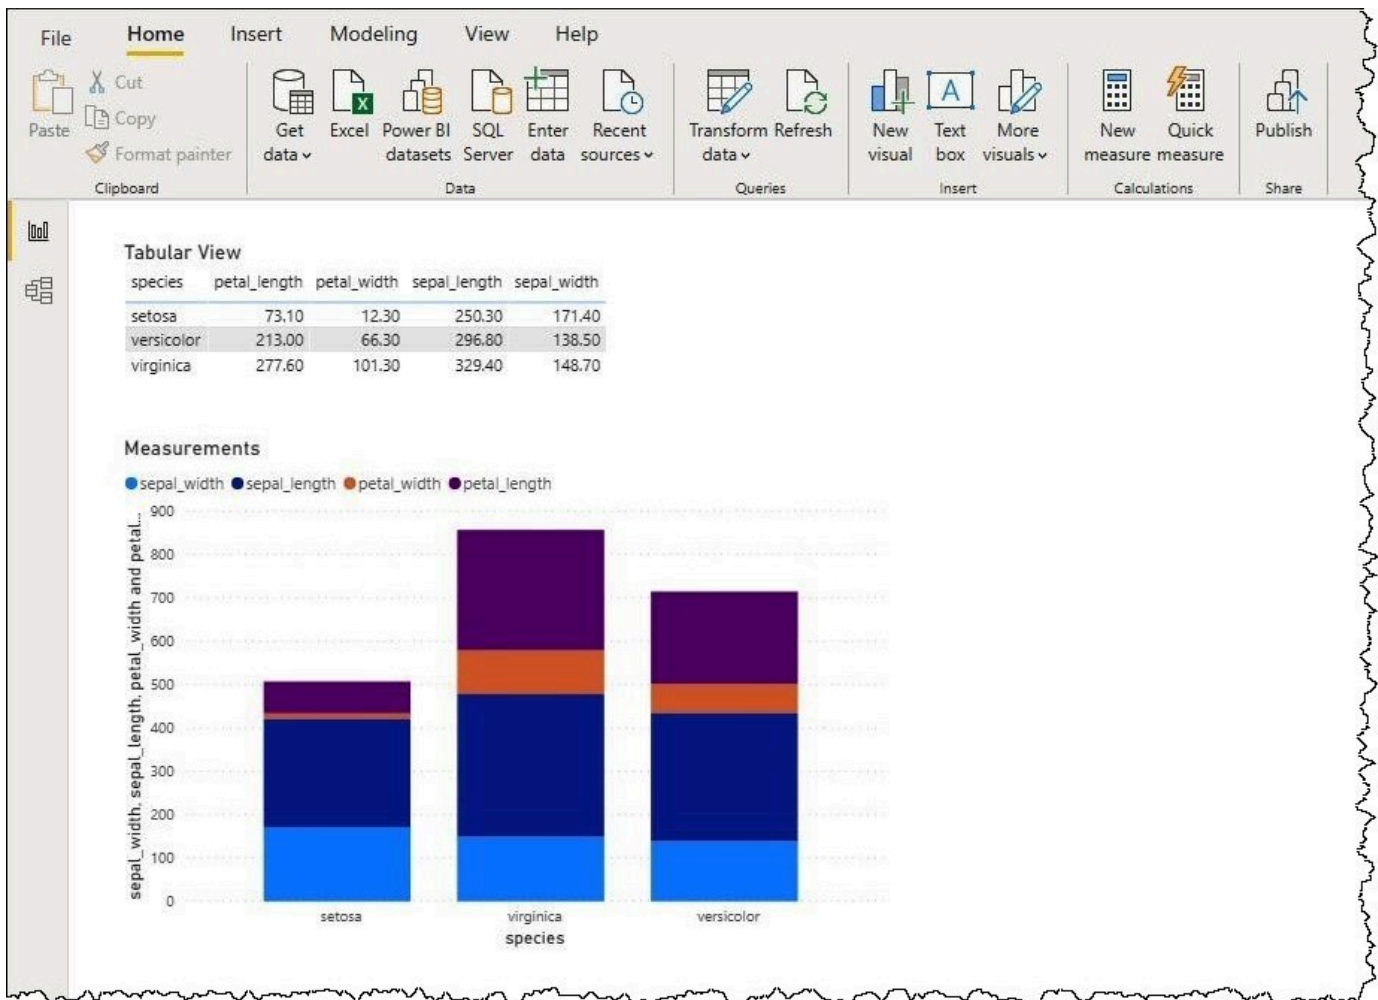 File Home Insert Modeling View Help
Paste
Cut
Copy
Format painter
Get data
Excel
Power BI datasets
SQL Server
Enter data
Recent sources
Transform data
Refresh
New visual
Text box
More visuals
New measure
Quick measure
Publish
Clipboard Data Queries Insert Calculations Share
Tabular View
species petal_length petal_width sepal_length sepal_width
setosa 73.10 12.30 250.30 171.40
versicolor 213.00 66.30 296.80 138.50
virginica 277.60 101.30 329.40 148.70
Measurements
sepal_width sepal_length petal_width petal_length
sepal_width, sepal_length, petal_width and petal...
900
800
700
600
500
400
300
200
100
0
setosa virginica versicolor
species